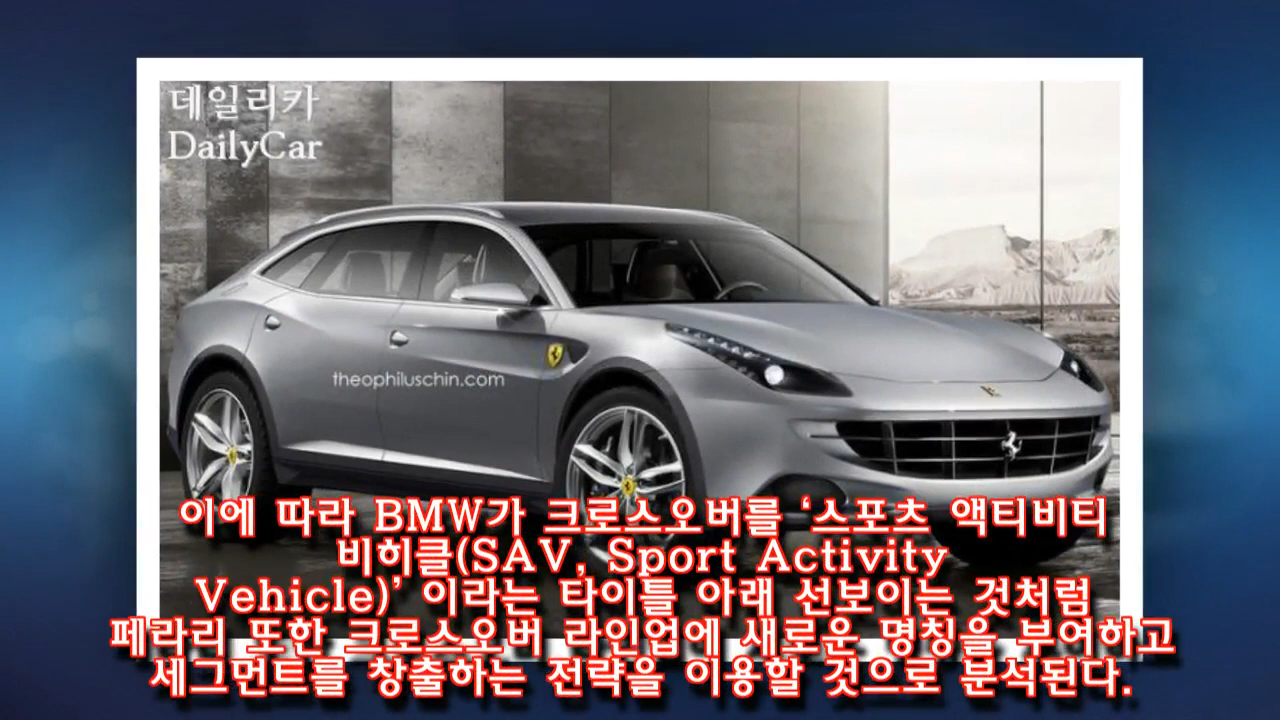 데일리카
DailyCar
theophiluschin.com
이에 따라 BMW가 크로스오버를 ‘스포츠 액티비티
비히클(SAV, Sport Activity
Vehicle)’ 이라는 타이틀 아래 선보이는 것처럼
페라리 또한 크로스오버 라인업에 새로운 명칭을 부여하고
세그먼트를 창출하는 전략을 이용할 것으로 분석된다.